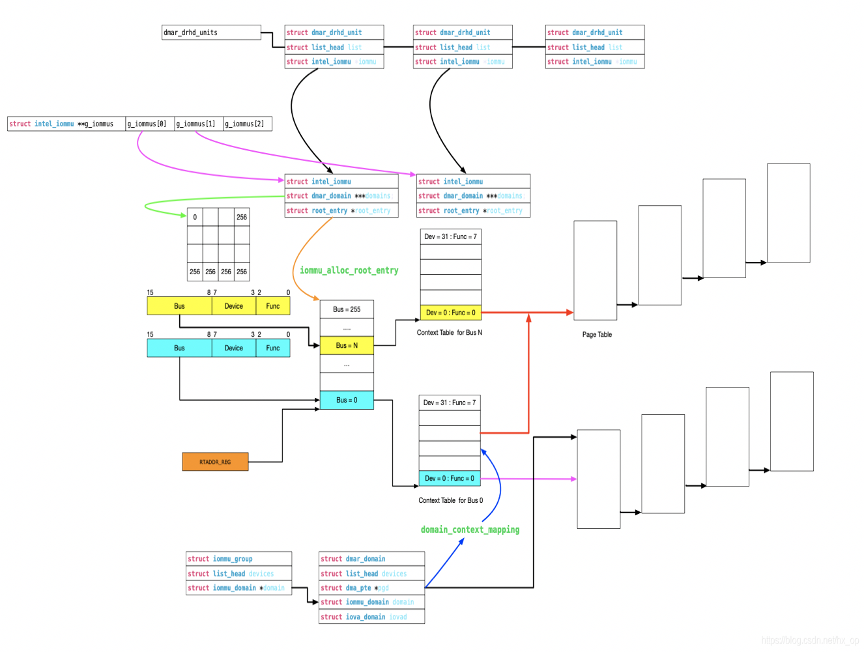 dmar_drhd_units
struct dmar_drhd_unit
struct list_head list
struct intel_iommu -iommu
struct dmar_drhd_unit
struct list_head list
struct intel_iommu -iommu
struct dmar_drhd_unit
struct list_head list
struct intel_iommu -iommu
struct intel_iommu **g_iommus
g_iommus[0]
g_iommus[1]
g_iommus[2]
struct intel_iommu
struct dmar_domain ***domains
struct root_entry *root_entry
struct intel_iommu
struct dmar_domain ***domains
struct root_entry *root_entry
0 256
256 256 256 256
iommu_alloc_root_entry
15 8 7 3 2 0
Bus Device Func
15 8 7 3 2 0
Bus Device Func
Bus = 255
.....
Bus = N
...
Bus = 0
Dev = 31 : Func = 7
Dev = 0 : Func = 0
Context Table for Bus N
Page Table
Dev = 31 : Func = 7
Dev = 0 : Func = 0
Context Table for Bus 0
RTADDR_REG
domain_context_mapping
struct iommu_group
struct list_head devices
struct iommu_domain *domain
struct dmar_domain
struct list_head devices
struct dma_pte *pgd
struct iommu_domain domain
struct iova_domain iovad